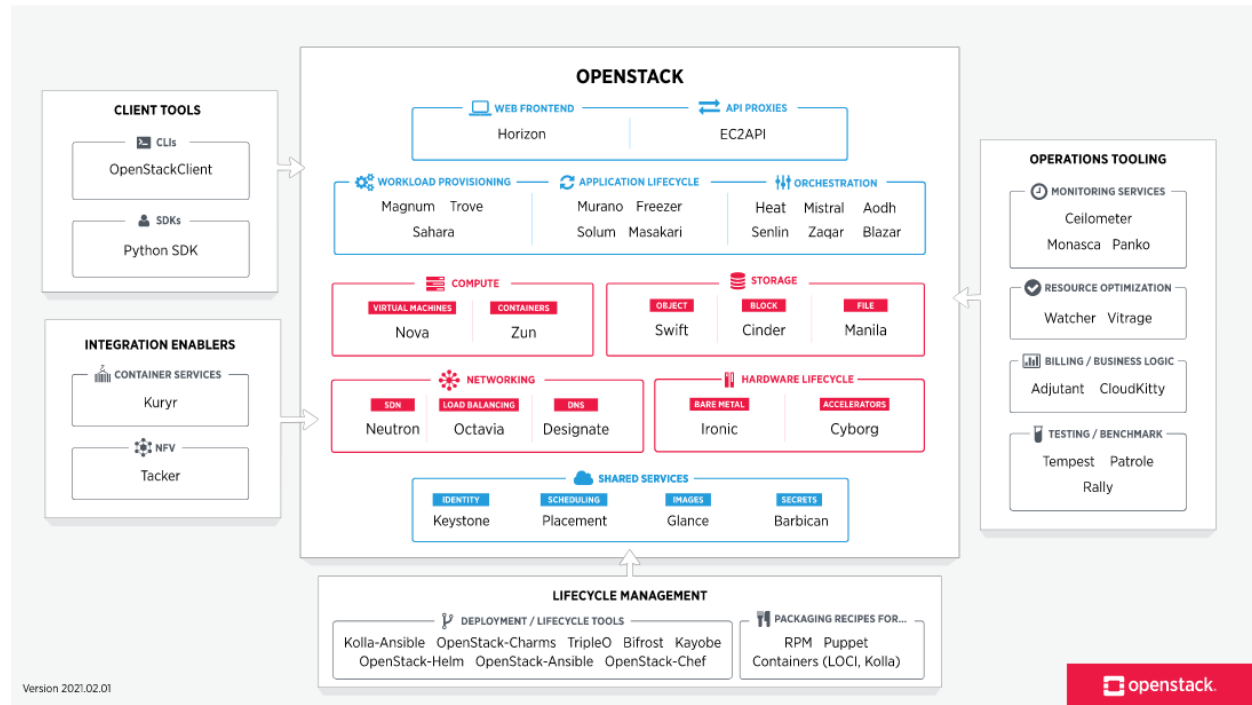 OPENSTACK
WEB FRONTEND
API PROXIES
Horizon
EC2API
WORKLOAD PROVISIONING
APPLICATION LIFECYCLE
ORCHESTRATION
Magnum Trove
Sahara
Murano Freezer
Solum Masakari
Heat Mistral Aodh
Senlin Zaqar Blazar
COMPUTE
VIRTUAL MACHINES
CONTAINERS
Nova
Zun
STORAGE
OBJECT
BLOCK
FILE
Swift
Cinder
Manila
NETWORKING
SDN
LOAD BALANCING
DNS
Neutron
Octavia
Designate
HARDWARE LIFECYCLE
BARE METAL
ACCELERATORS
Ironic
Cyborg
SHARED SERVICES
IDENTITY
SCHEDULING
IMAGES
SECRETS
Keystone
Placement
Glance
Barbican
CLIENT TOOLS
CLIs
OpenStackClient
SDKs
Python SDK
INTEGRATION ENABLERS
CONTAINER SERVICES
Kuryr
NFV
Tacker
OPERATIONS TOOLING
MONITORING SERVICES
Ceilometer
Monasca Panko
RESOURCE OPTIMIZATION
Watcher Vitrage
BILLING / BUSINESS LOGIC
Adjutant CloudKitty
TESTING / BENCHMARK
Tempest Patrole
Rally
LIFECYCLE MANAGEMENT
DEPLOYMENT / LIFECYCLE TOOLS
Kolla-Ansible OpenStack-Charms TripleO Bifrost Kayobe
OpenStack-Helm OpenStack-Ansible OpenStack-Chef
PACKAGING RECIPES FOR...
RPM Puppet
Containers (LOCI, Kolla)
Version 2021.02.01
openstack.